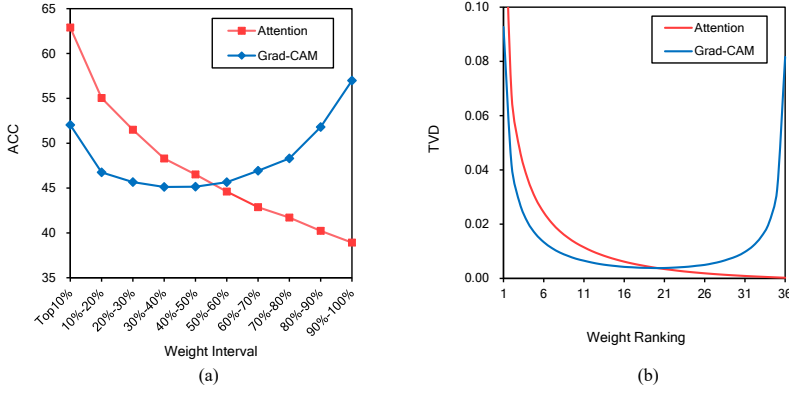 65
60
55
50
45
40
35
ACC
Attention
Grad-CAM
Top10%
10%-20%
20%-30%
30%-40%
40%-50%
50%-60%
60%-70%
70%-80%
80%-90%
90%-100%
Weight Interval
(a)
0.10
0.08
0.06
0.04
0.02
0.00
TVD
Attention
Grad-CAM
1 6 11 16 21 26 31 36
Weight Ranking
(b)